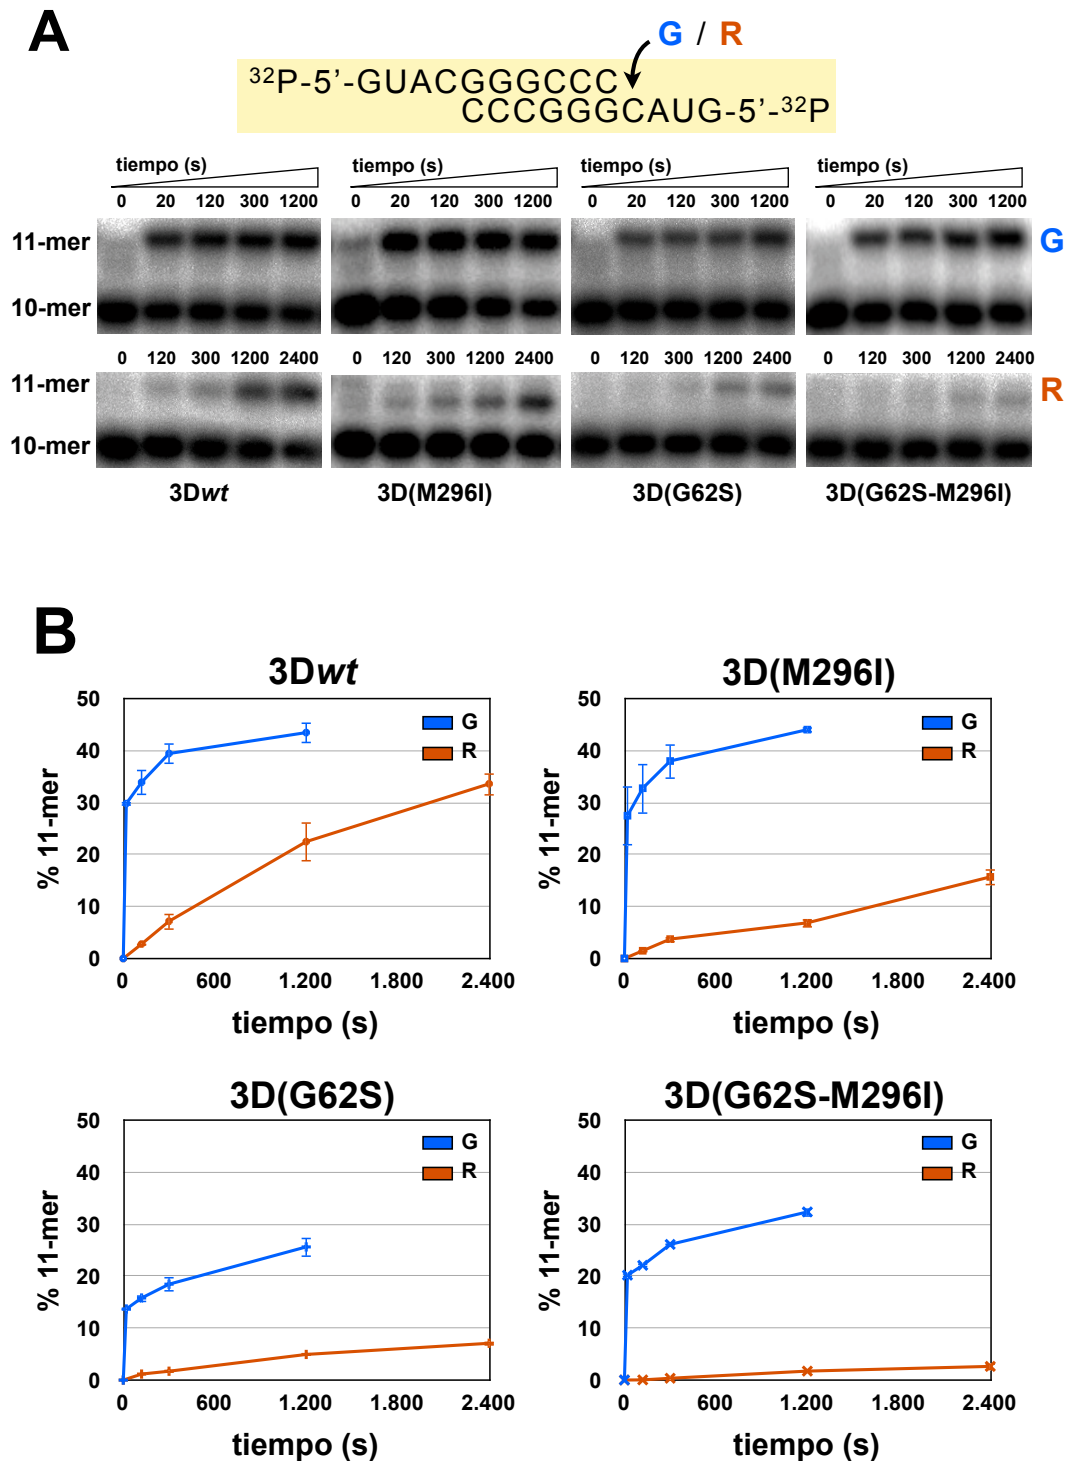 A
G / R
32P-5’-GUACGGGCCC
CCCGGGCAUG-5’-32P
tiempo (s) tiempo (s) tiempo (s) tiempo (s)
0 20 120 300 1200 0 20 120 300 1200 0 20 120 300 1200 0 20 120 300 1200
11-mer G
10-mer
0 120 300 1200 2400 0 120 300 1200 2400 0 120 300 1200 2400 0 120 300 1200 2400
11-mer R
10-mer
3Dwt 3D(M296I) 3D(G62S) 3D(G62S-M296I)
B
3Dwt
50
40
30
20
10
0
% 11-mer
G
R
0 600 1.200 1.800 2.400
tiempo (s)
3D(M296I)
50
40
30
20
10
0
% 11-mer
G
R
0 600 1.200 1.800 2.400
tiempo (s)
3D(G62S)
50
40
30
20
10
0
% 11-mer
G
R
0 600 1.200 1.800 2.400
tiempo (s)
3D(G62S-M296I)
50
40
30
20
10
0
% 11-mer
G
R
0 600 1.200 1.800 2.400
tiempo (s)